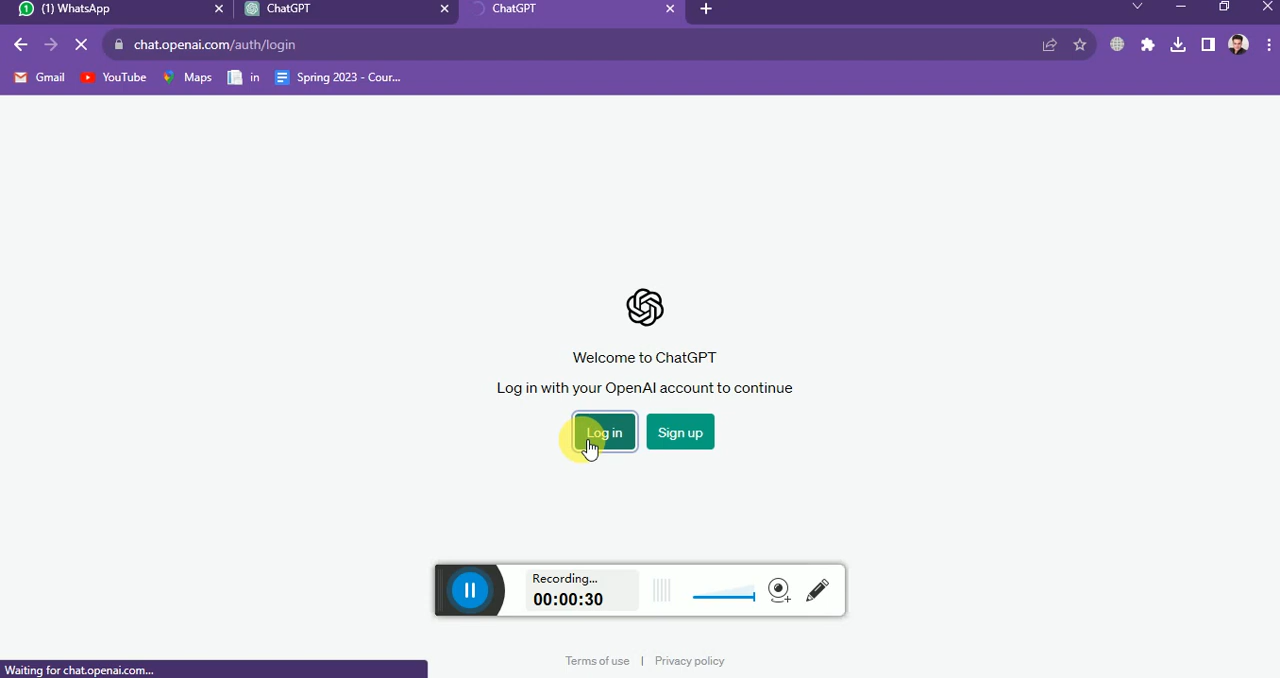 (1) WhatsApp
ChatGPT
ChatGPT
chat.openai.com/auth/login
Gmail
YouTube
Maps
in
Spring 2023 - Cour...
Welcome to ChatGPT
Log in with your OpenAI account to continue
Log in
Sign up
Recording...
00:00:30
Terms of use | Privacy policy
Waiting for chat.openai.com...